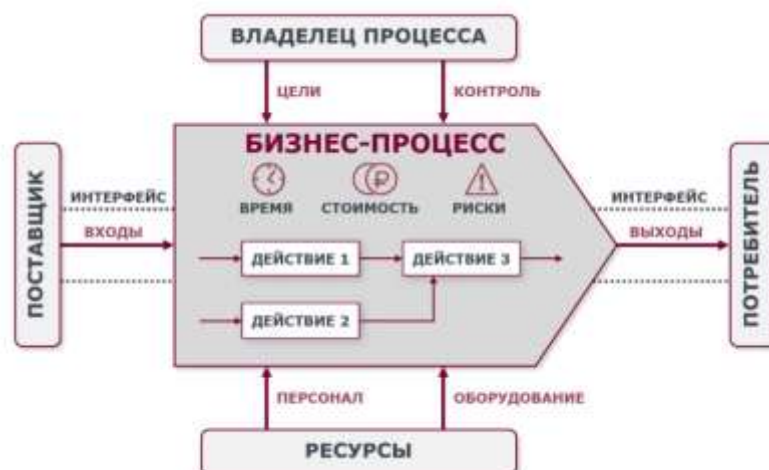 ВЛАДЕЛЕЦ ПРОЦЕССА
ЦЕЛИ
КОНТРОЛЬ
БИЗНЕС-ПРОЦЕСС
ПОСТАВЩИК
ИНТЕРФЕЙС
ВХОДЫ
ВРЕМЯ
СТОИМОСТЬ
РИСКИ
ДЕЙСТВИЕ 1
ДЕЙСТВИЕ 3
ДЕЙСТВИЕ 2
ИНТЕРФЕЙС
ВЫХОДЫ
ПОТРЕБИТЕЛЬ
ПЕРСОНАЛ
ОБОРУДОВАНИЕ
РЕСУРСЫ